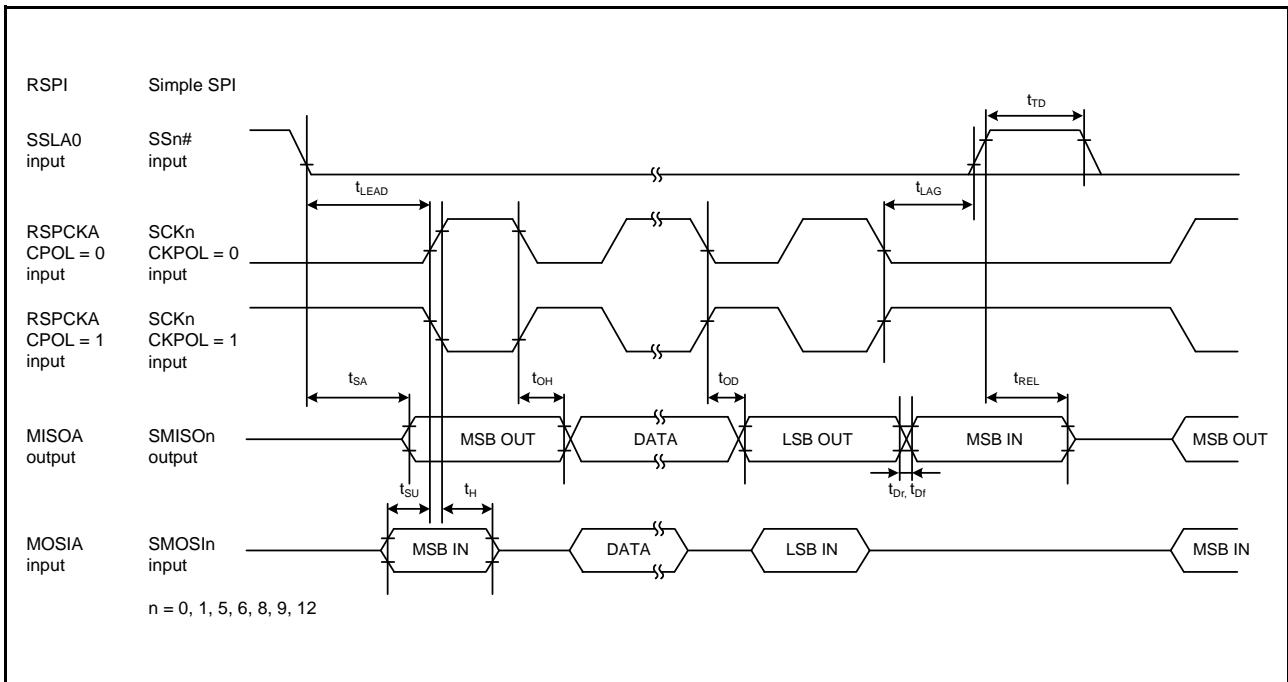 RSPI Simple SPI
tTD
SSLA0 SSn#
input input
tLEAD tLAG
RSPCKA SCKn
CPOL = 0 CKPOL = 0
input input
RSPCKA SCKn
CPOL = 1 CKPOL = 1
input input
tSA tOH tOD tREL
MISOA SMISOn MSB OUT DATA LSB OUT MSB IN MSB OUT
output output
tSU tH tDr, tDf
MOSIA SMOSIn MSB IN DATA LSB IN MSB IN
input input
n = 0, 1, 5, 6, 8, 9, 12